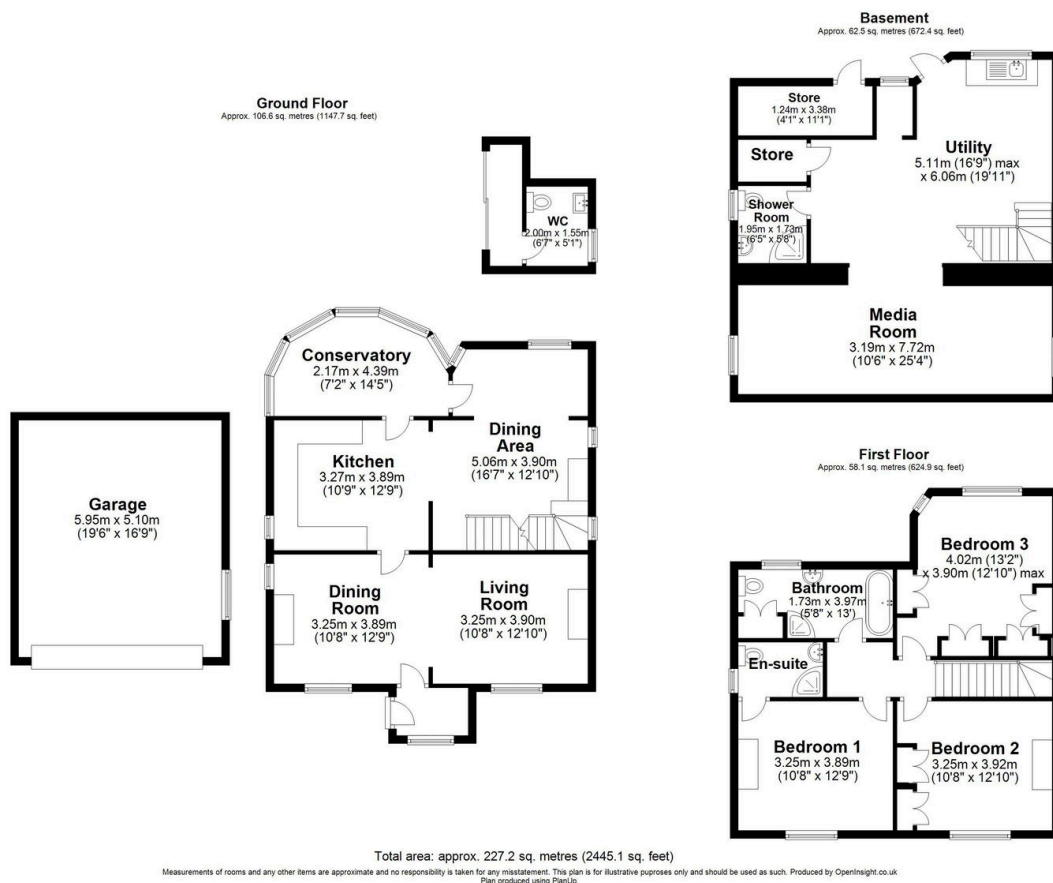 Basement
Approx. 62.5 sq. metres (672.4 sq. feet)
Store
1.24m x 3.38m
(4'1" x 11'1")
Store
Utility
5.11m (16'9") max
x 6.06m (19'11")
Shower
Room
1.95m x 1.73m
(6'5" x 5'8")
Media
Room
3.19m x 7.72m
(10'6" x 25'4")
Ground Floor
Approx. 106.6 sq. metres (1147.7 sq. feet)
WC
2.00m x 1.55m
(6'7" x 5'1")
Conservatory
2.17m x 4.39m
(7'2" x 14'5")
Dining
Area
5.06m x 3.90m
(16'7" x 12'10")
Kitchen
3.27m x 3.89m
(10'9" x 12'9")
Garage
5.95m x 5.10m
(19'6" x 16'9")
Dining
Room
3.25m x 3.89m
(10'8" x 12'9")
Living
Room
3.25m x 3.90m
(10'8" x 12'10")
First Floor
Approx. 58.1 sq. metres (624.9 sq. feet)
Bedroom 3
4.02m (13'2")
x 3.90m (12'10") max
Bathroom
1.73m x 3.97m
(5'8" x 13')
En-suite
Bedroom 1
3.25m x 3.89m
(10'8" x 12'9")
Bedroom 2
3.25m x 3.92m
(10'8" x 12'10")
Total area: approx. 227.2 sq. metres (2445.1 sq. feet)
Measurements of rooms and any other items are approximate and no responsibility is taken for any misstatement. This plan is for illustrative puproses only and should be used as such. Produced by OpenInsight.co.uk
Plan produced using PlanUp.